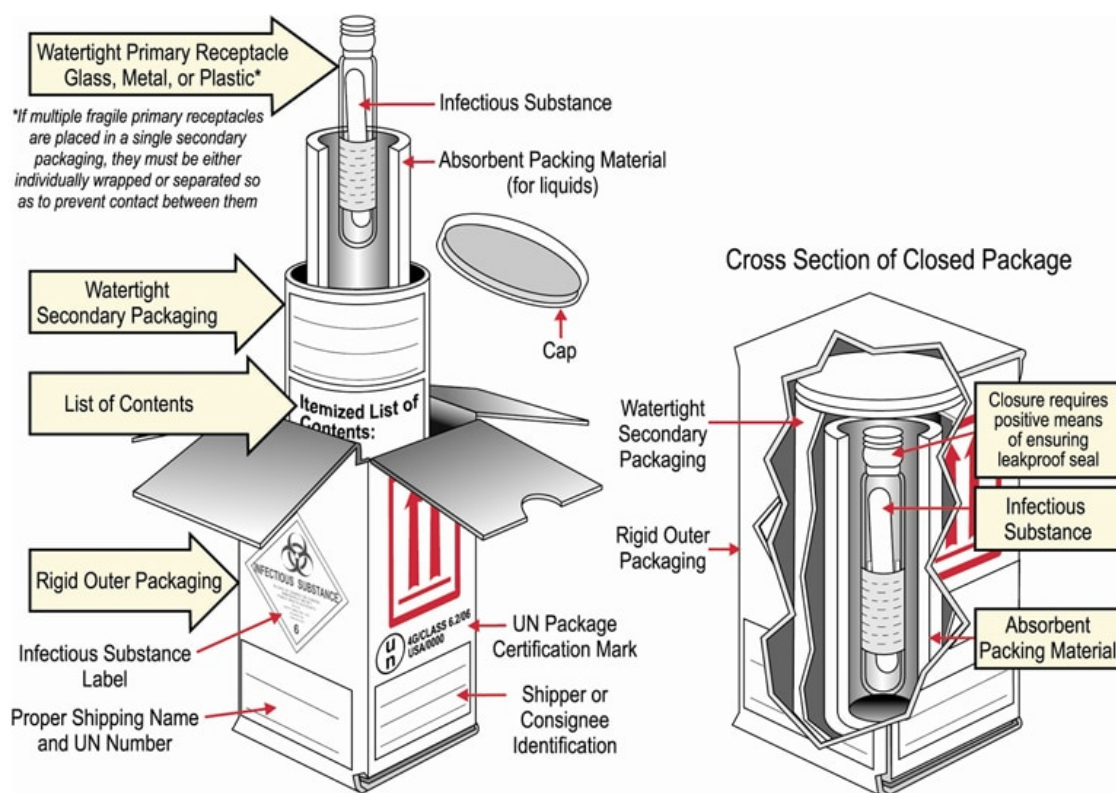 Watertight Primary Receptacle
Glass, Metal, or Plastic*
*If multiple fragile primary receptacles
are placed in a single secondary
packaging, they must be either
individually wrapped or separated so
as to prevent contact between them
Infectious Substance
Absorbent Packing Material
(for liquids)
Cap
Watertight
Secondary Packaging
List of Contents
Itemized List of
Contents:
Rigid Outer Packaging
INFECTIOUS SUBSTANCE
6
4G/CLASS 6.2/06
USA/0000
un
Infectious Substance
Label
Proper Shipping Name
and UN Number
UN Package
Certification Mark
Shipper or
Consignee
Identification
Cross Section of Closed Package
Watertight
Secondary
Packaging
Rigid Outer
Packaging
Closure requires
positive means
of ensuring
leakproof seal
Infectious
Substance
Absorbent
Packing Material